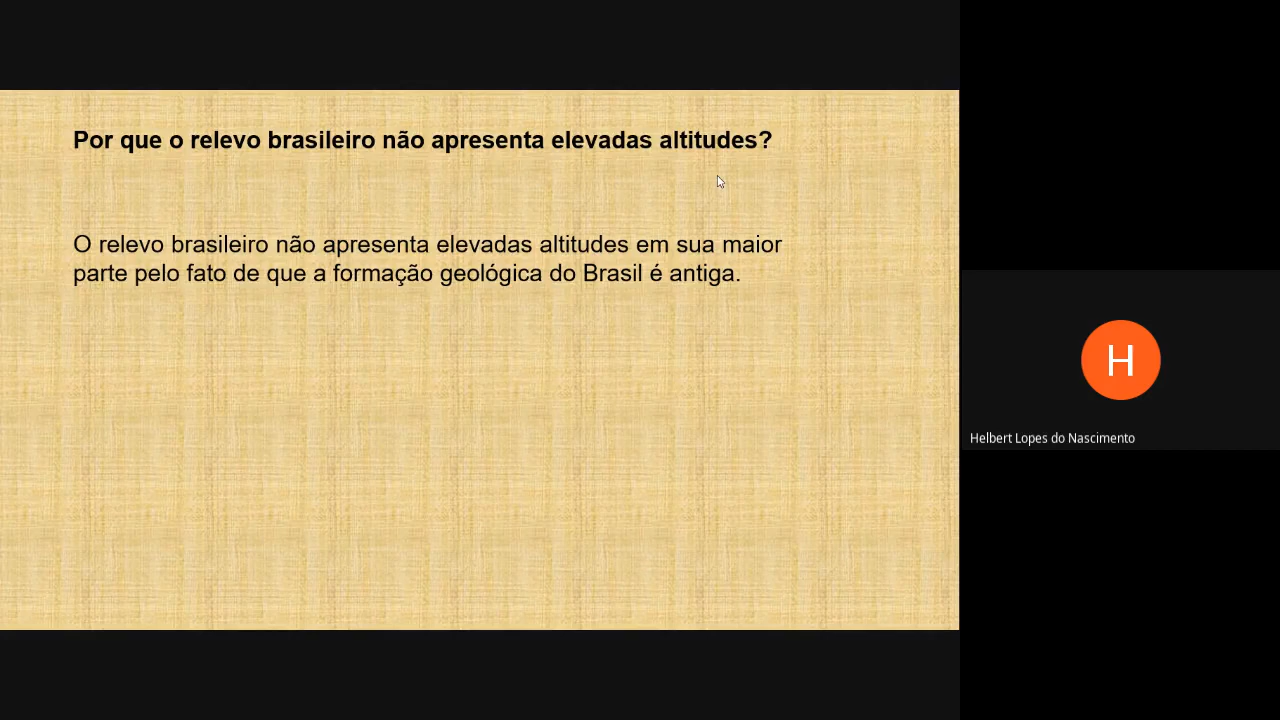 Por que o relevo brasileiro não apresenta elevadas altitudes?
O relevo brasileiro não apresenta elevadas altitudes em sua maior
parte pelo fato de que a formação geológica do Brasil é antiga.
H
Helbert Lopes do Nascimento